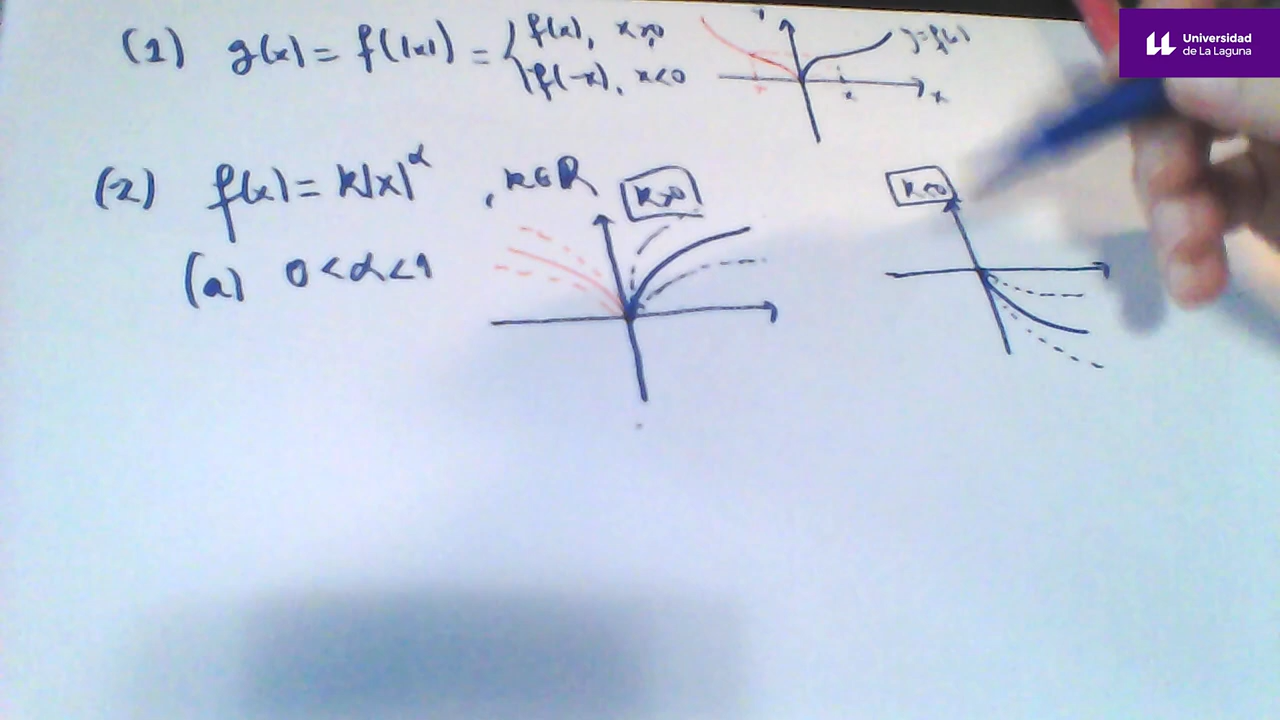 (1) g(x) = f(|x|) = { f(x), x≥0
f(-x), x<0
y=f(x)
x
x
(2) f(x) = k|x|^α , k∈R
k>0
k<0
(a) 0<α<1
Universidad
de La Laguna